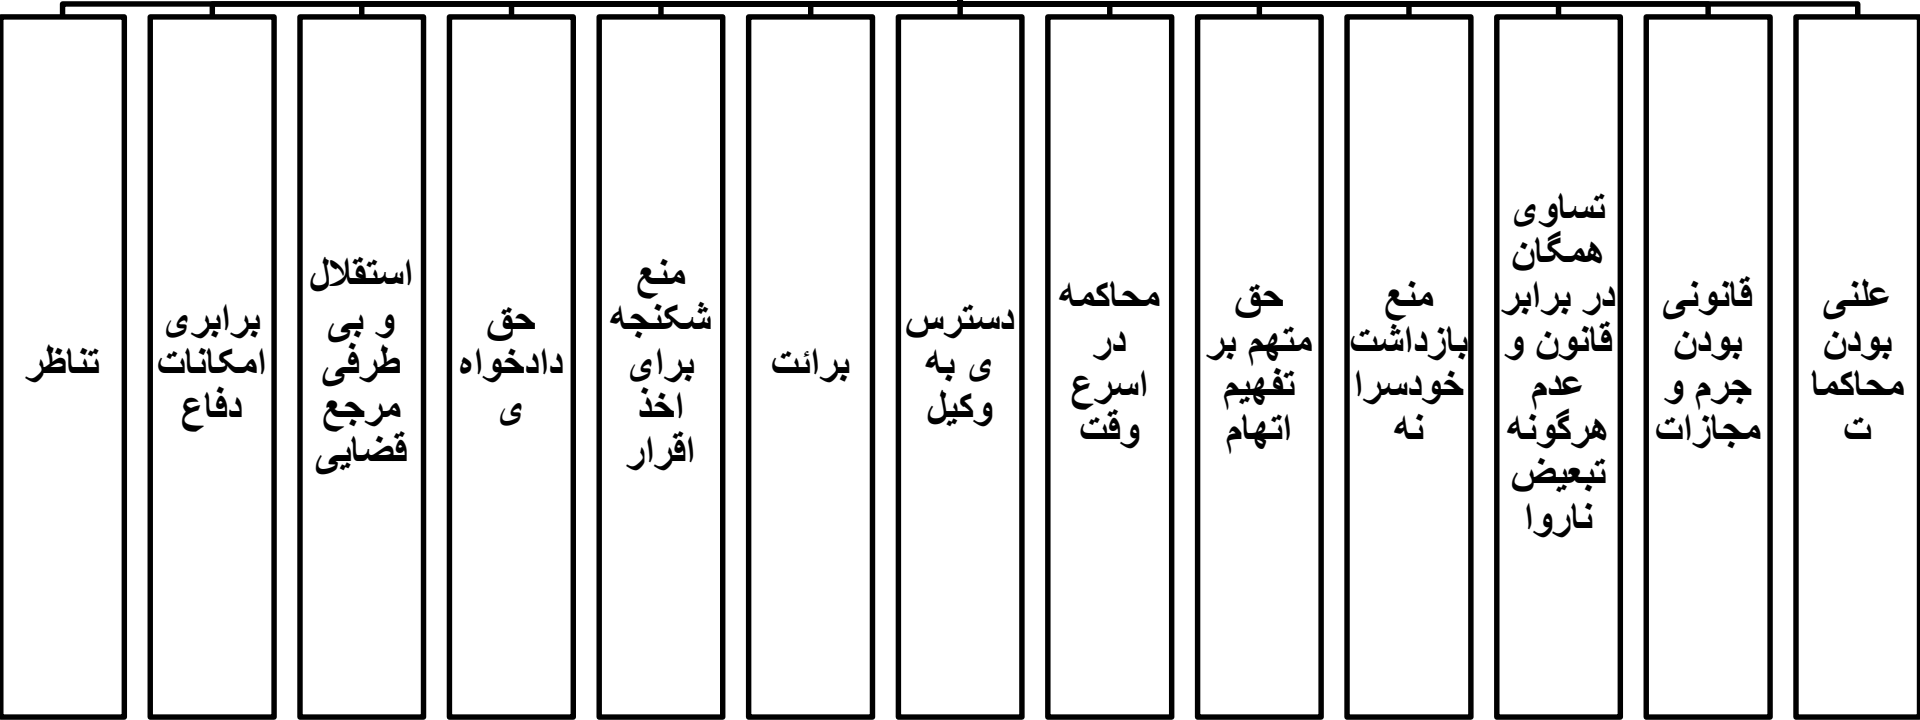 علنی
بودن
محاکما
ت
قانونی
بودن
جرم و
مجازات
تساوی
همگان
در برابر
قانون و
عدم
هرگونه
تبعیض
ناروا
منع
بازداشت
خودسرا
نه
حق
متهم بر
تفهیم
اتهام
محاکمه
در
اسرع
وقت
دسترس
ی به
وکیل
برائت
منع
شکنجه
برای
اخذ
اقرار
حق
دادخواه
ی
استقلال
و بی
طرفی
مرجع
قضایی
برابری
امکانات
دفاع
تناظر